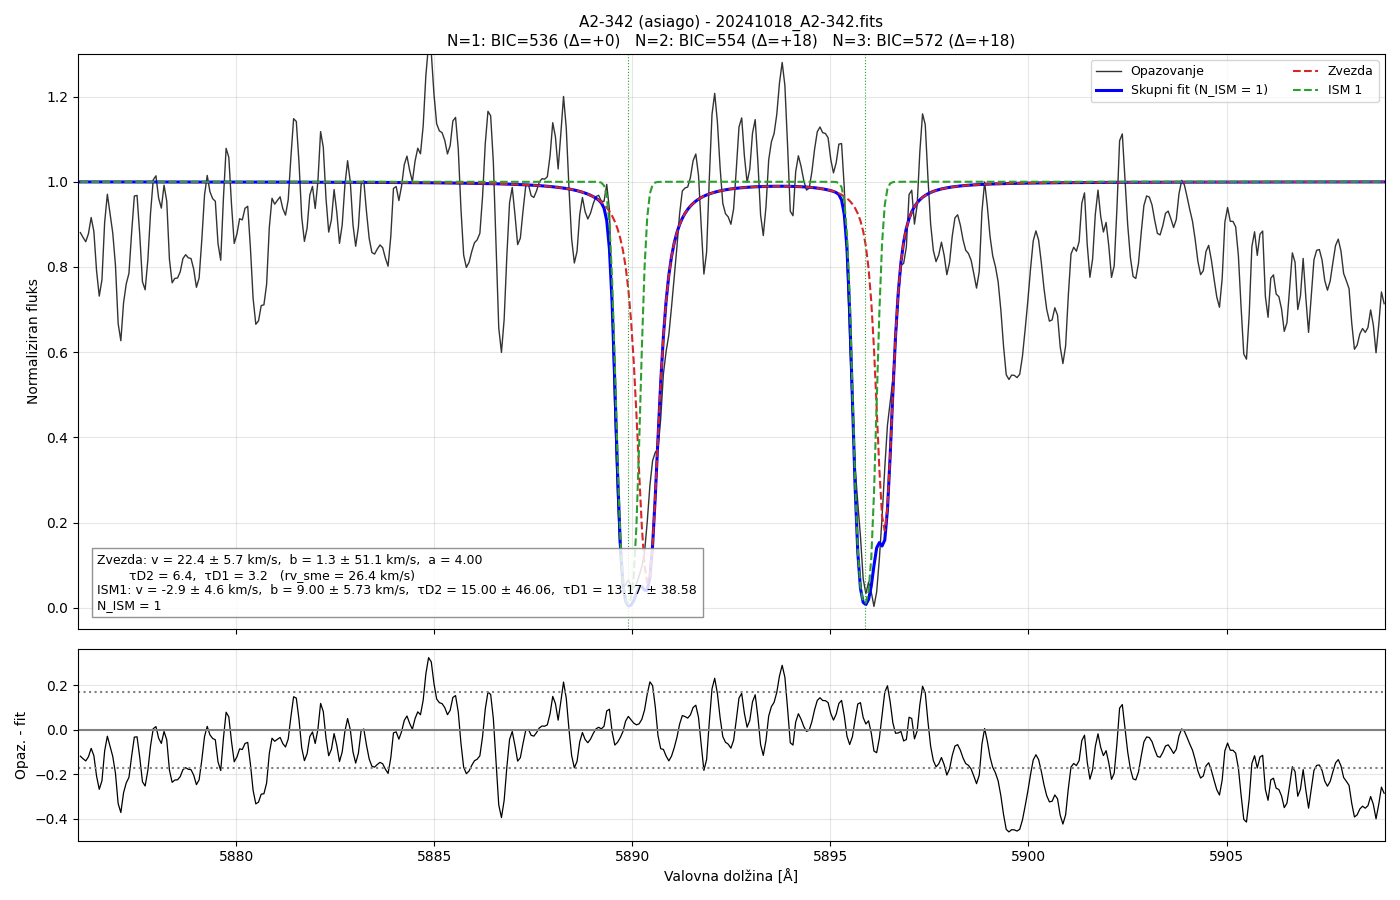 A2-342 (asiago) - 20241018_A2-342.fits
N=1: BIC=536 (Δ=+0)   N=2: BIC=554 (Δ=+18)   N=3: BIC=572 (Δ=+18)
Opazovanje
Skupni fit (N_ISM = 1)
Zvezda
ISM 1
Normaliziran fluks
1.2
1.0
0.8
0.6
0.4
0.2
0.0
Zvezda: v = 22.4 ± 5.7 km/s,  b = 1.3 ± 51.1 km/s,  a = 4.00
τD2 = 6.4,  τD1 = 3.2   (rv_sme = 26.4 km/s)
ISM1: v = -2.9 ± 4.6 km/s,  b = 9.00 ± 5.73 km/s,  τD2 = 15.00 ± 46.06,  τD1 = 13.17 ± 38.58
N_ISM = 1
Opaz. - fit
0.2
0.0
−0.2
−0.4
5880
5885
5890
5895
5900
5905
Valovna dolžina [Å]